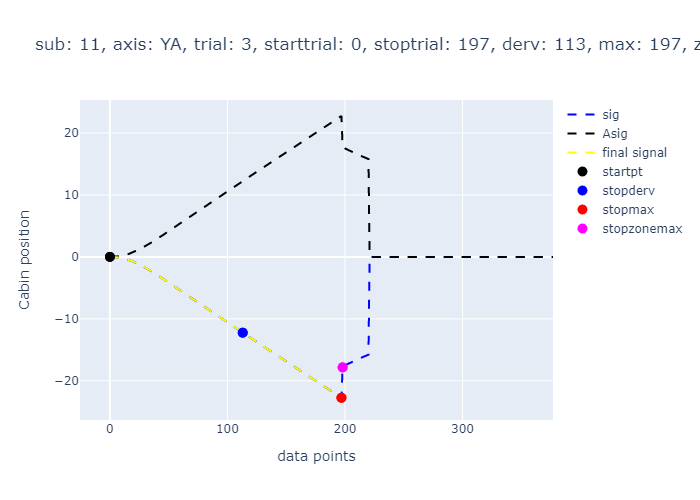 sub: 11, axis: YA, trial: 3, starttrial: 0, stoptrial: 197, derv: 113, max: 197, z
sig
Asig
final signal
startpt
stopderv
stopmax
stopzonemax
Cabin position
20
10
0
−10
−20
0
100
200
300
data points